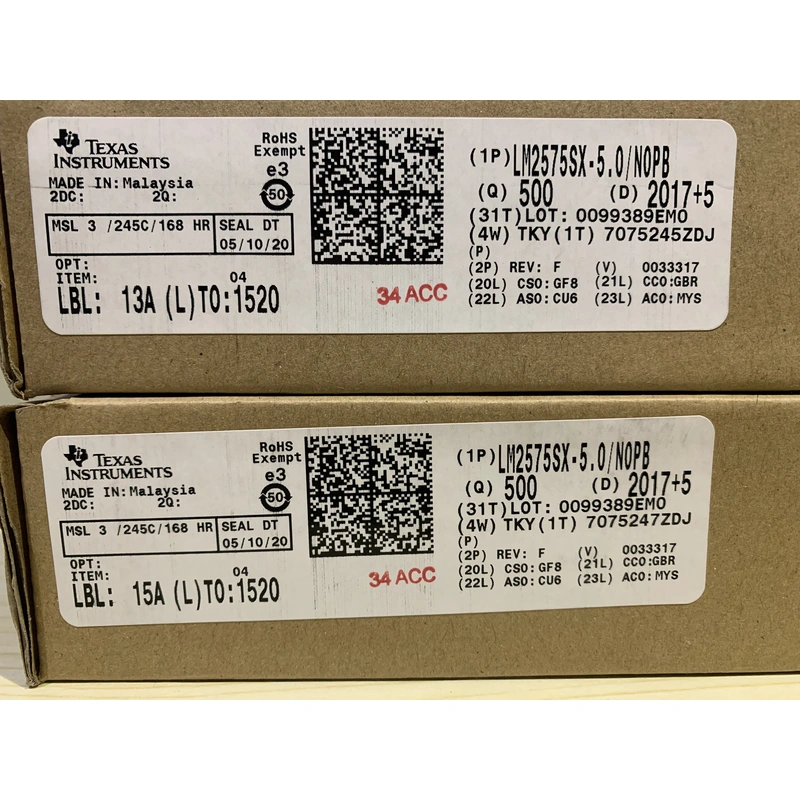 TEXAS
INSTRUMENTS
RoHS
Exempt
e3
MADE IN: Malaysia
2DC: 2Q:
50
MSL 3 /245C/168 HR
SEAL DT
05/10/20
OPT:
ITEM: 04
LBL: 13A (L)TO:1520
34 ACC
(1P)LM2575SX-5.0/NOPB
(Q) 500 (D) 2017+5
(31T)LOT: 0099389EMO
(4W) TKY(1T) 7075245ZDJ
(P)
(2P) REV: F (V) 0033317
(20L) CSO:GF8 (21L) CCO:GBR
(22L) ASO:CU6 (23L) ACO:MYS
TEXAS
INSTRUMENTS
RoHS
Exempt
e3
MADE IN: Malaysia
2DC: 2Q:
50
MSL 3 /245C/168 HR
SEAL DT
05/10/20
OPT:
ITEM: 04
LBL: 15A (L)TO:1520
34 ACC
(1P)LM2575SX-5.0/NOPB
(Q) 500 (D) 2017+5
(31T)LOT: 0099389EMO
(4W) TKY(1T) 7075247ZDJ
(P)
(2P) REV: F (V) 0033317
(20L) CSO:GF8 (21L) CCO:GBR
(22L) ASO:CU6 (23L) ACO:MYS